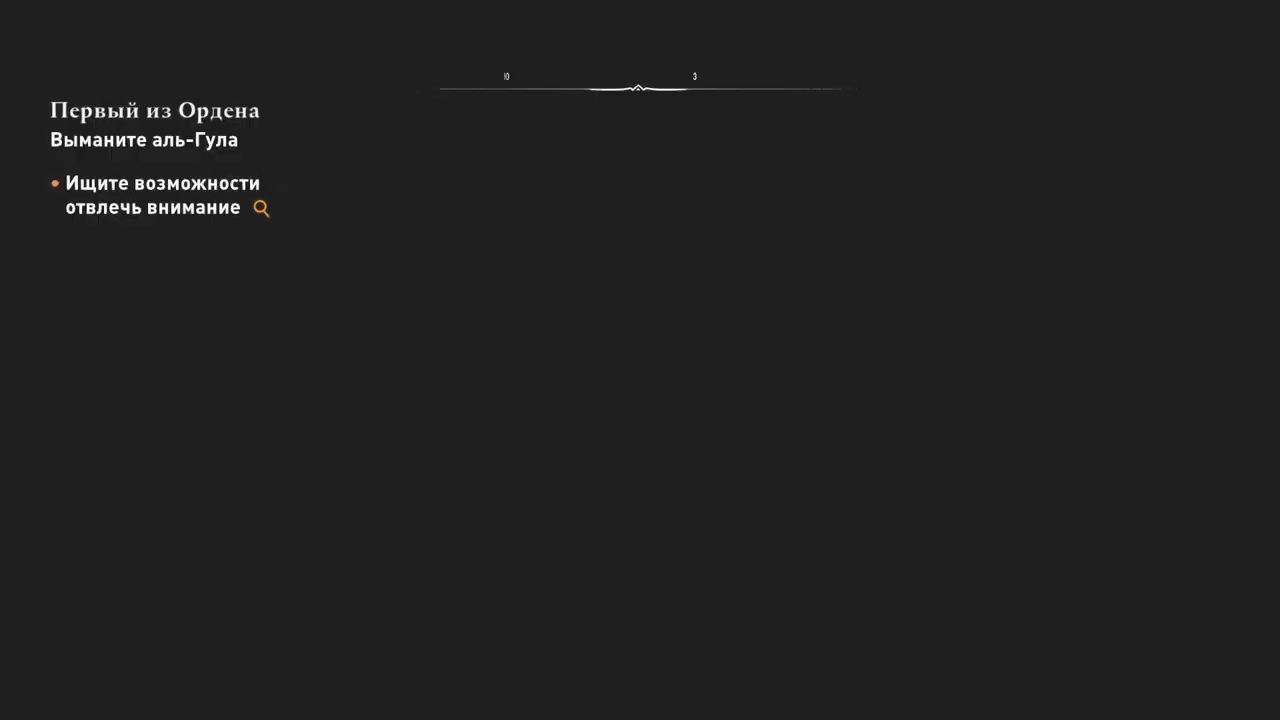 Ю З
Первый из Ордена
Выманите аль-Гула
Ищите возможности
отвлечь внимание